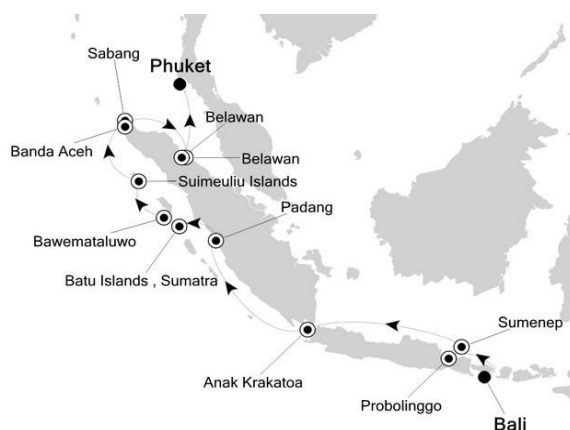 Sabang
Phuket
Belawan
Banda Aceh
Belawan
Suimeuliu Islands
Padang
Bawemataluwo
Batu Islands , Sumatra
Sumenep
Anak Krakatoa
Probolinggo
Bali